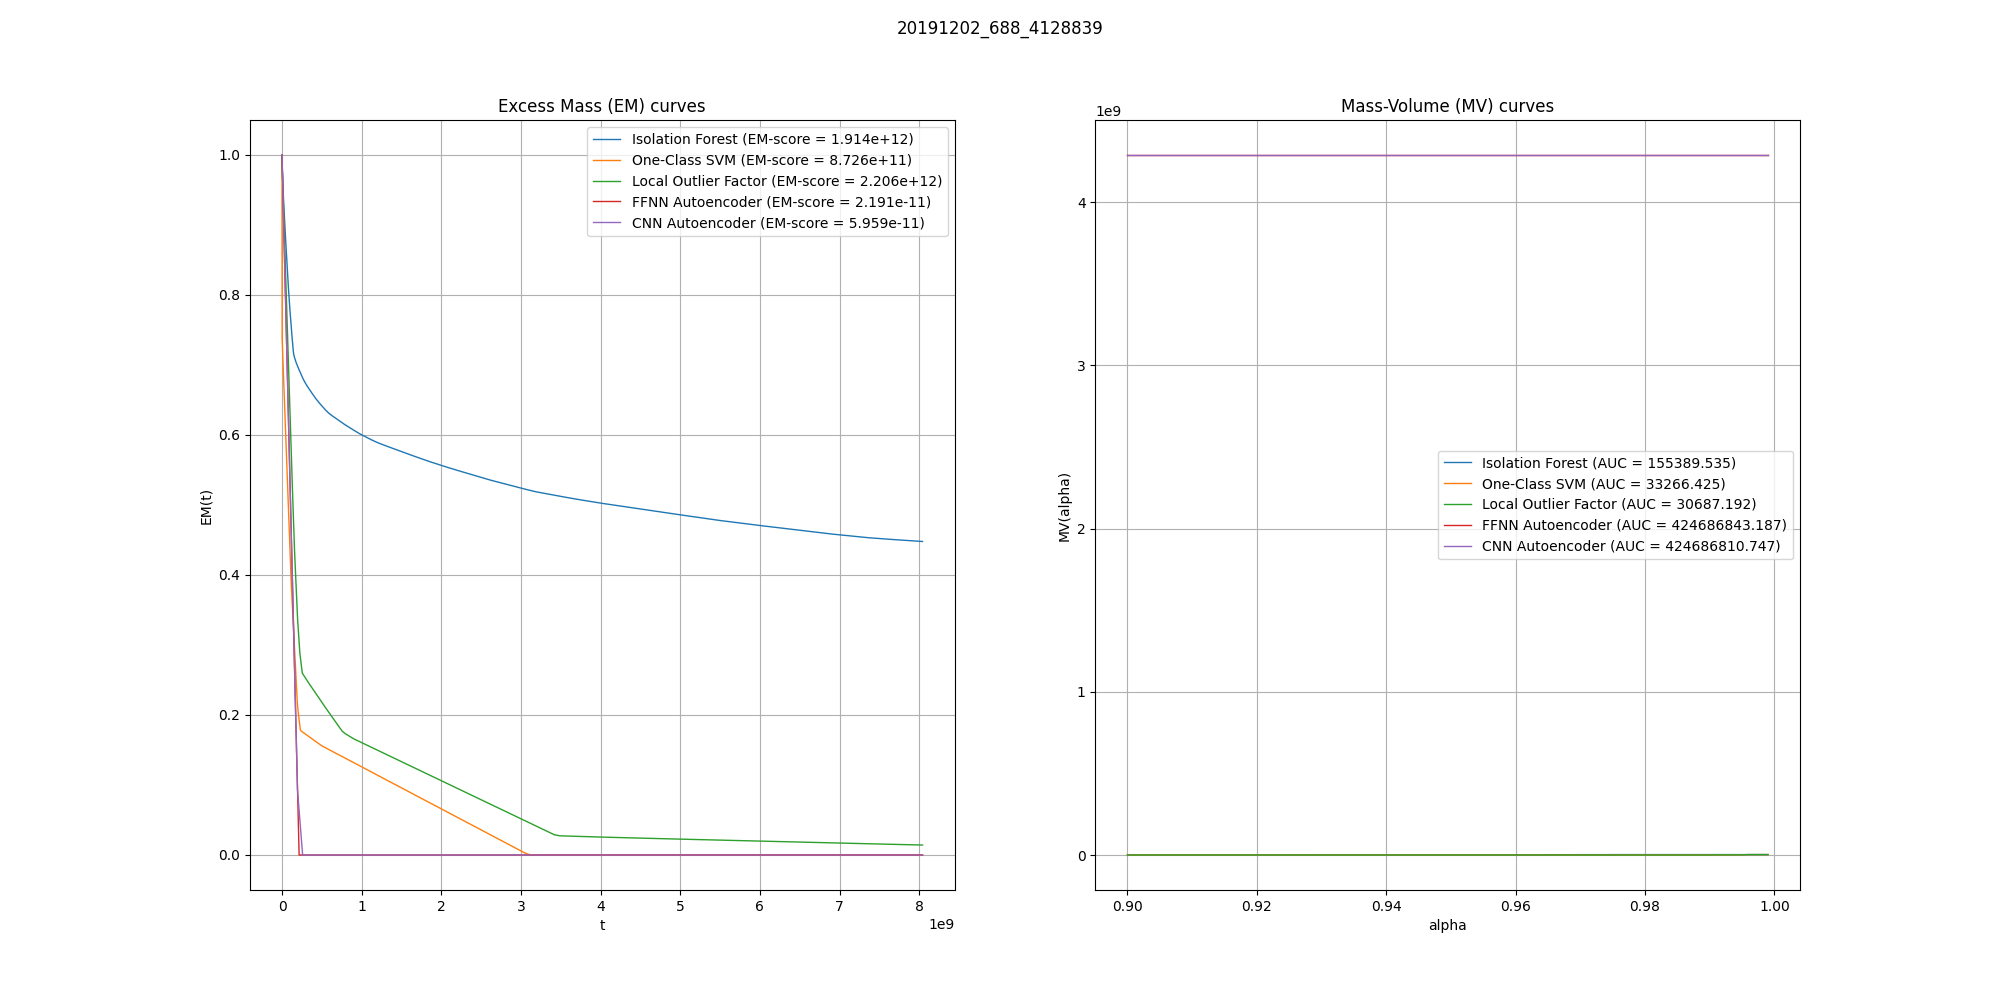 20191202_688_4128839
Excess Mass (EM) curves
Isolation Forest (EM-score = 1.914e+12)
One-Class SVM (EM-score = 8.726e+11)
Local Outlier Factor (EM-score = 2.206e+12)
FFNN Autoencoder (EM-score = 2.191e-11)
CNN Autoencoder (EM-score = 5.959e-11)
1.0
0.8
0.6
0.4
0.2
0.0
EM(t)
0 1 2 3 4 5 6 7 8
1e9
t
Mass-Volume (MV) curves
1e9
4
3
2
1
0
MV(alpha)
Isolation Forest (AUC = 155389.535)
One-Class SVM (AUC = 33266.425)
Local Outlier Factor (AUC = 30687.192)
FFNN Autoencoder (AUC = 424686843.187)
CNN Autoencoder (AUC = 424686810.747)
0.90 0.92 0.94 0.96 0.98 1.00
alpha